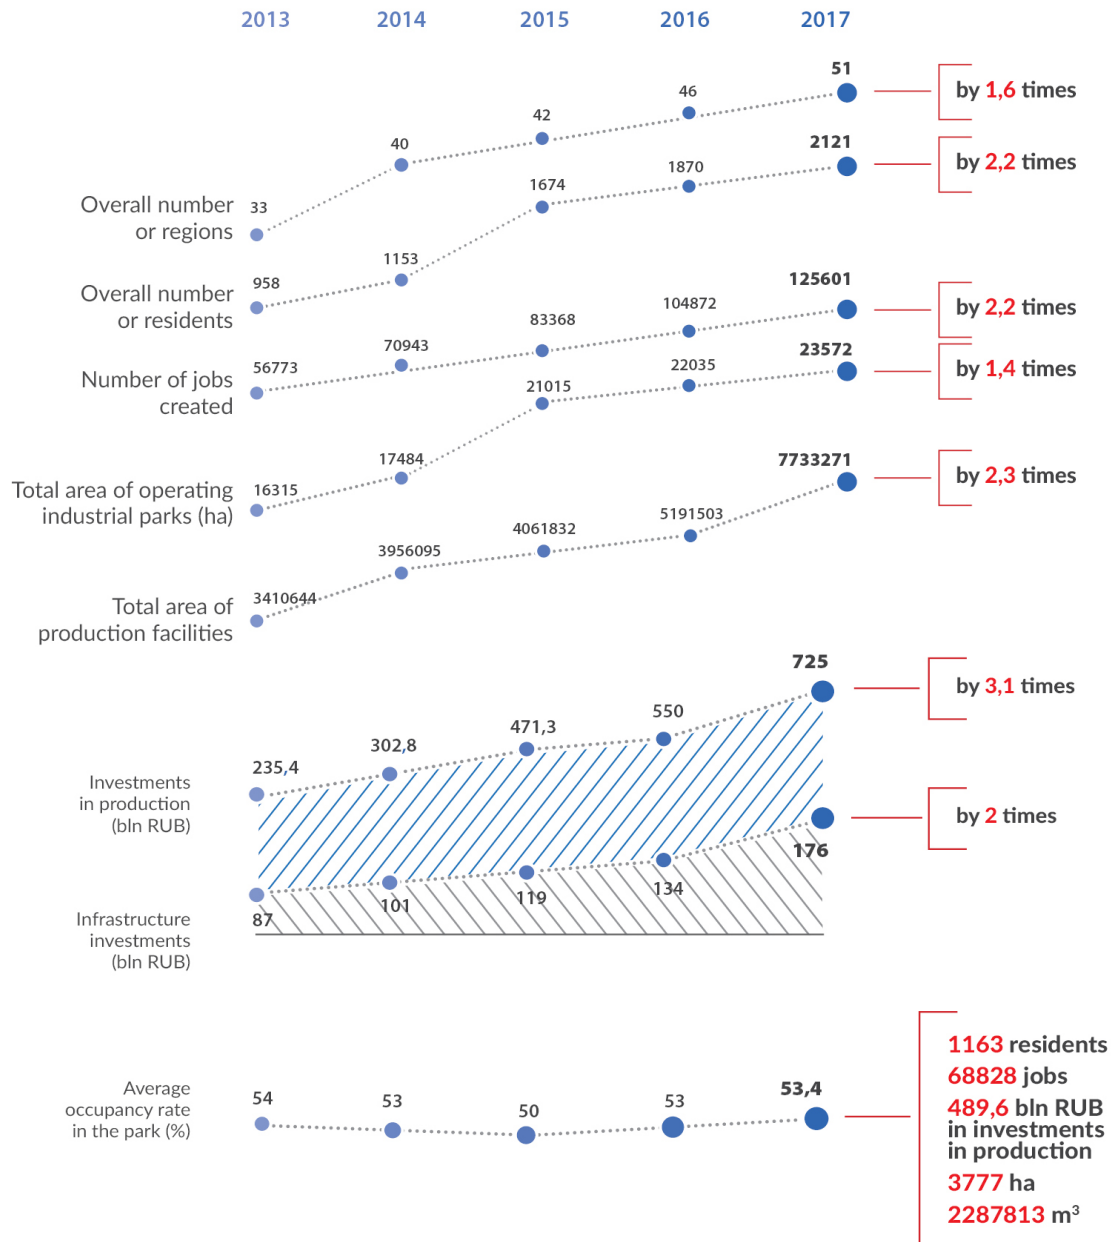 2013 2014 2015 2016 2017
33 40 42 46 51
by 1,6 times
Overall number
or regions
958 1153 1674 1870 2121
by 2,2 times
Overall number
or residents
56773 70943 83368 104872 125601
by 2,2 times
Number of jobs
created
16315 17484 21015 22035 23572
by 1,4 times
Total area of operating
industrial parks (ha)
3410644 3956095 4061832 5191503 7733271
by 2,3 times
Total area of
production facilities
235,4 302,8 471,3 550 725
by 3,1 times
Investments
in production
(bln RUB)
87 101 119 134 176
by 2 times
Infrastructure
investments
(bln RUB)
Average
occupancy rate
in the park (%)
54 53 50 53 53,4
1163 residents
68828 jobs
489,6 bln RUB
in investments
in production
3777 ha
2287813 m³